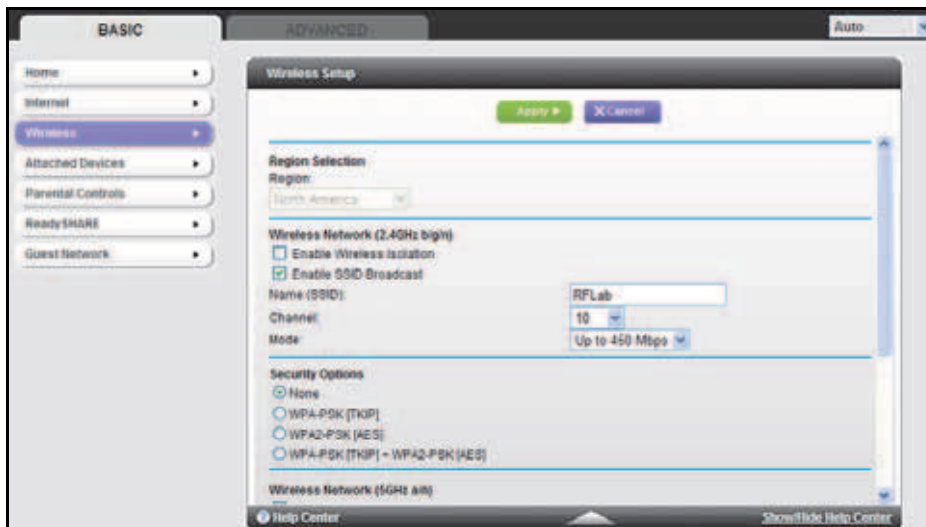 BASIC
ADVANCED
Auto
Home
Internet
Wireless
Attached Devices
Parental Controls
ReadySHARE
Guest Network
Wireless Setup
Apply
X Cancel
Region Selection
Region:
North America
Wireless Network (2.4GHz b/g/n)
Enable Wireless Isolation
Enable SSID Broadcast
Name (SSID): RFLab
Channel: 10
Mode: Up to 450 Mbps
Security Options
None
WPA-PSK [TKIP]
WPA2-PSK [AES]
WPA-PSK [TKIP] + WPA2-PSK [AES]
Wireless Network (5GHz a/n)
Help Center
Show/Hide Help Center